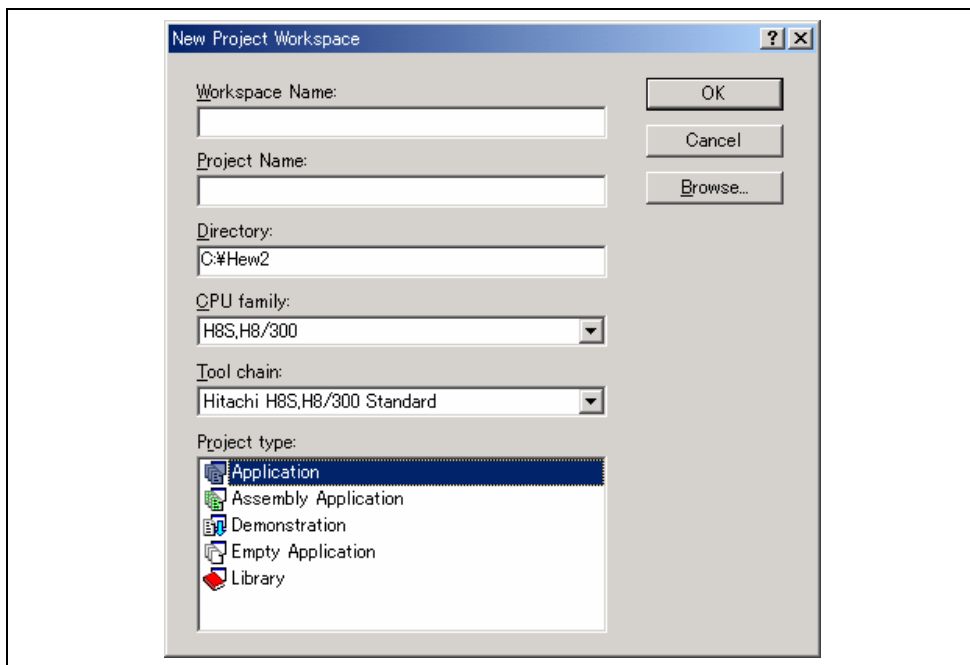 New Project Workspace
Workspace Name:
OK
Cancel
Project Name:
Browse...
Directory:
C:¥Hew2
CPU family:
H8S,H8/300
Tool chain:
Hitachi H8S,H8/300 Standard
Project type:
Application
Assembly Application
Demonstration
Empty Application
Library